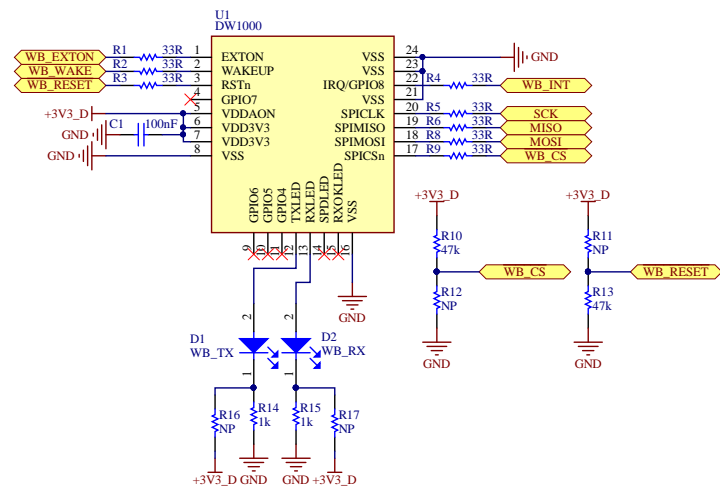 U1
DW1000
WB_EXTON R1 33R 1 EXTON
WB_WAKE R2 33R 2 WAKEUP
WB_RESET R3 33R 3 RSTn
4 GPIO7
+3V3_D 5 VDDAON
GND C1 100nF 6 VDD3V3
7 VDD3V3
GND 8 VSS
VSS 24 GND
VSS 23
IRQ/GPIO8 22 R4 33R WB_INT
VSS 21
SPICLK 20 R5 33R SCK
SPIMISO 19 R6 33R MISO
SPIMOSI 18 R8 33R MOSI
SPICSn 17 R9 33R WB_CS
GPIO6 GPIO5 GPIO4 TXLED RXLED SPDLED RXOKLED VSS
9 10 11 12 13 14 15 16
GND
+3V3_D
R10
47k
WB_CS
R12
NP
GND
+3V3_D
R11
NP
WB_RESET
R13
47k
GND
2 2
D1
WB_TX
D2
WB_RX
1 1
R16
NP
R14
1k
R15
1k
R17
NP
+3V3_D GND GND +3V3_D